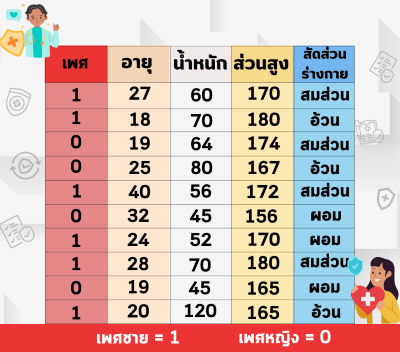 เพศ อายุ น้ำหนัก ส่วนสูง สัดส่วนร่างกาย
1 27 60 170 สมส่วน
1 18 70 180 อ้วน
0 19 64 174 สมส่วน
0 25 80 167 อ้วน
1 40 56 172 สมส่วน
0 32 45 156 ผอม
1 24 52 170 ผอม
1 28 70 180 สมส่วน
0 19 45 165 ผอม
1 20 120 165 อ้วน
เพศชาย = 1 เพศหญิง = 0